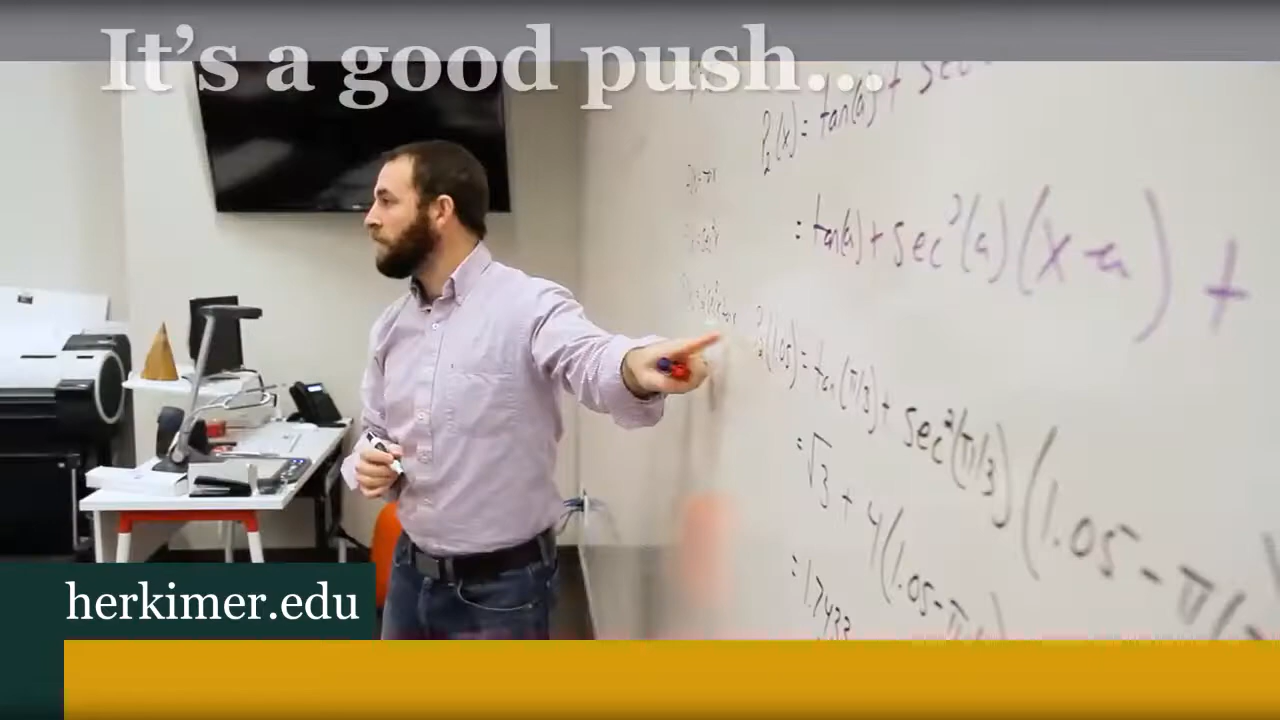 It's a good push...
P₂(x) = tan(a) + sec
= tan(a) + sec²(a)(x-a) +
P₂(1.05) = tan(π/3) + sec²(π/3)(1.05 - π/
= √3 + 4(1.05 - π/
= 1.7433
herkimer.edu